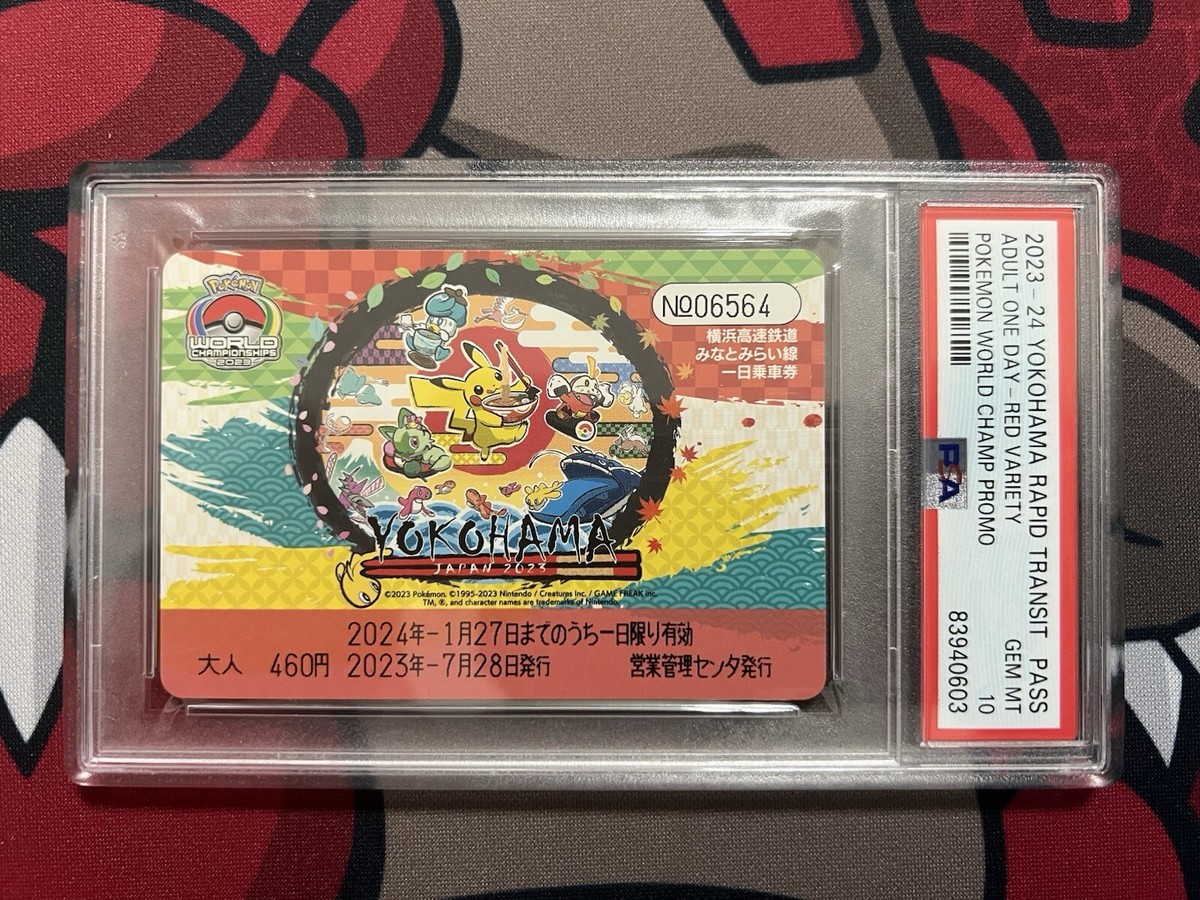 Pokémon
WORLD
CHAMPIONSHIPS
2023
№06564
横浜高速鉄道
みなとみらい線
一日乗車券
YOKOHAMA
JAPAN 2023
©2023 Pokémon. ©1995-2023 Nintendo / Creatures Inc. / GAME FREAK inc.
TM, ®, and character names are trademarks of Nintendo.
2024年-1月27日までのうち一日限り有効
大人 460円 2023年-7月28日発行 営業管理センタ発行
2023-24 YOKOHAMA RAPID TRANSIT PASS
ADULT ONE DAY-RED VARIETY GEM MT
POKEMON WORLD CHAMP PROMO 10
83940603
PSA